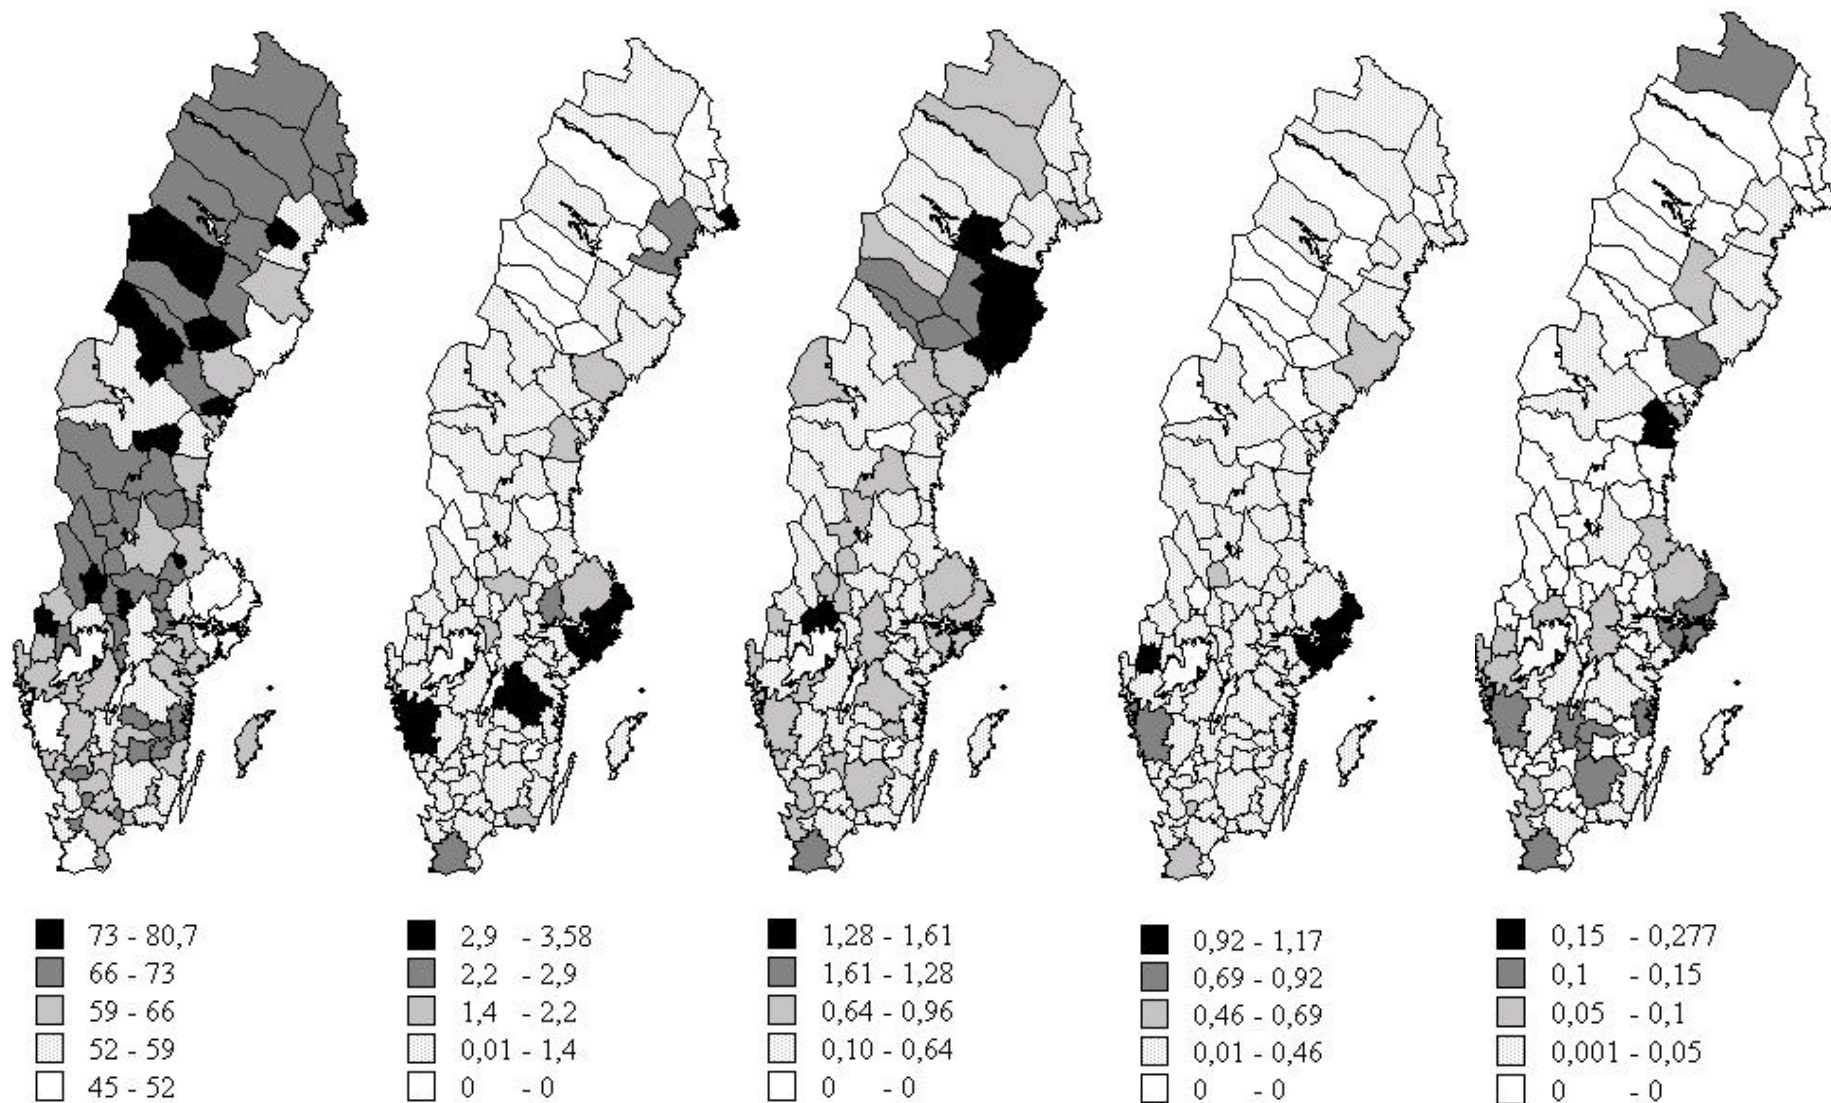 73 - 80,7
66 - 73
59 - 66
52 - 59
45 - 52
2,9 - 3,58
2,2 - 2,9
1,4 - 2,2
0,01 - 1,4
0 - 0
1,28 - 1,61
1,61 - 1,28
0,64 - 0,96
0,10 - 0,64
0 - 0
0,92 - 1,17
0,69 - 0,92
0,46 - 0,69
0,01 - 0,46
0 - 0
0,15 - 0,277
0,1 - 0,15
0,05 - 0,1
0,001 - 0,05
0 - 0